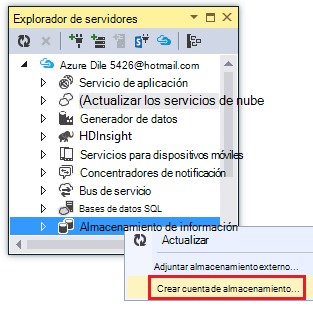 Explorador de servidores
Azure Dile 5426@hotmail.com
Servicio de aplicación
(Actualizar los servicios de nube
Generador de datos
HDInsight
Servicios para dispositivos móviles
Concentradores de notificación
Bus de servicio
Bases de datos SQL
Almacenamiento de información
Actualizar
Adjuntar almacenamiento externo...
Crear cuenta de almacenamiento...